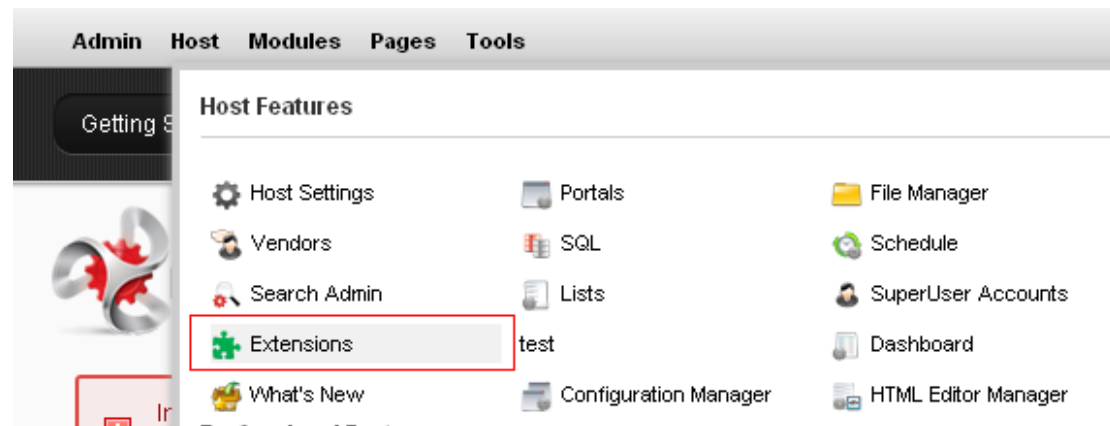 Admin Host Modules Pages Tools
Host Features
Getting
Host Settings Portals File Manager
Vendors SQL Schedule
Search Admin Lists SuperUser Accounts
Extensions test Dashboard
What's New Configuration Manager HTML Editor Manager